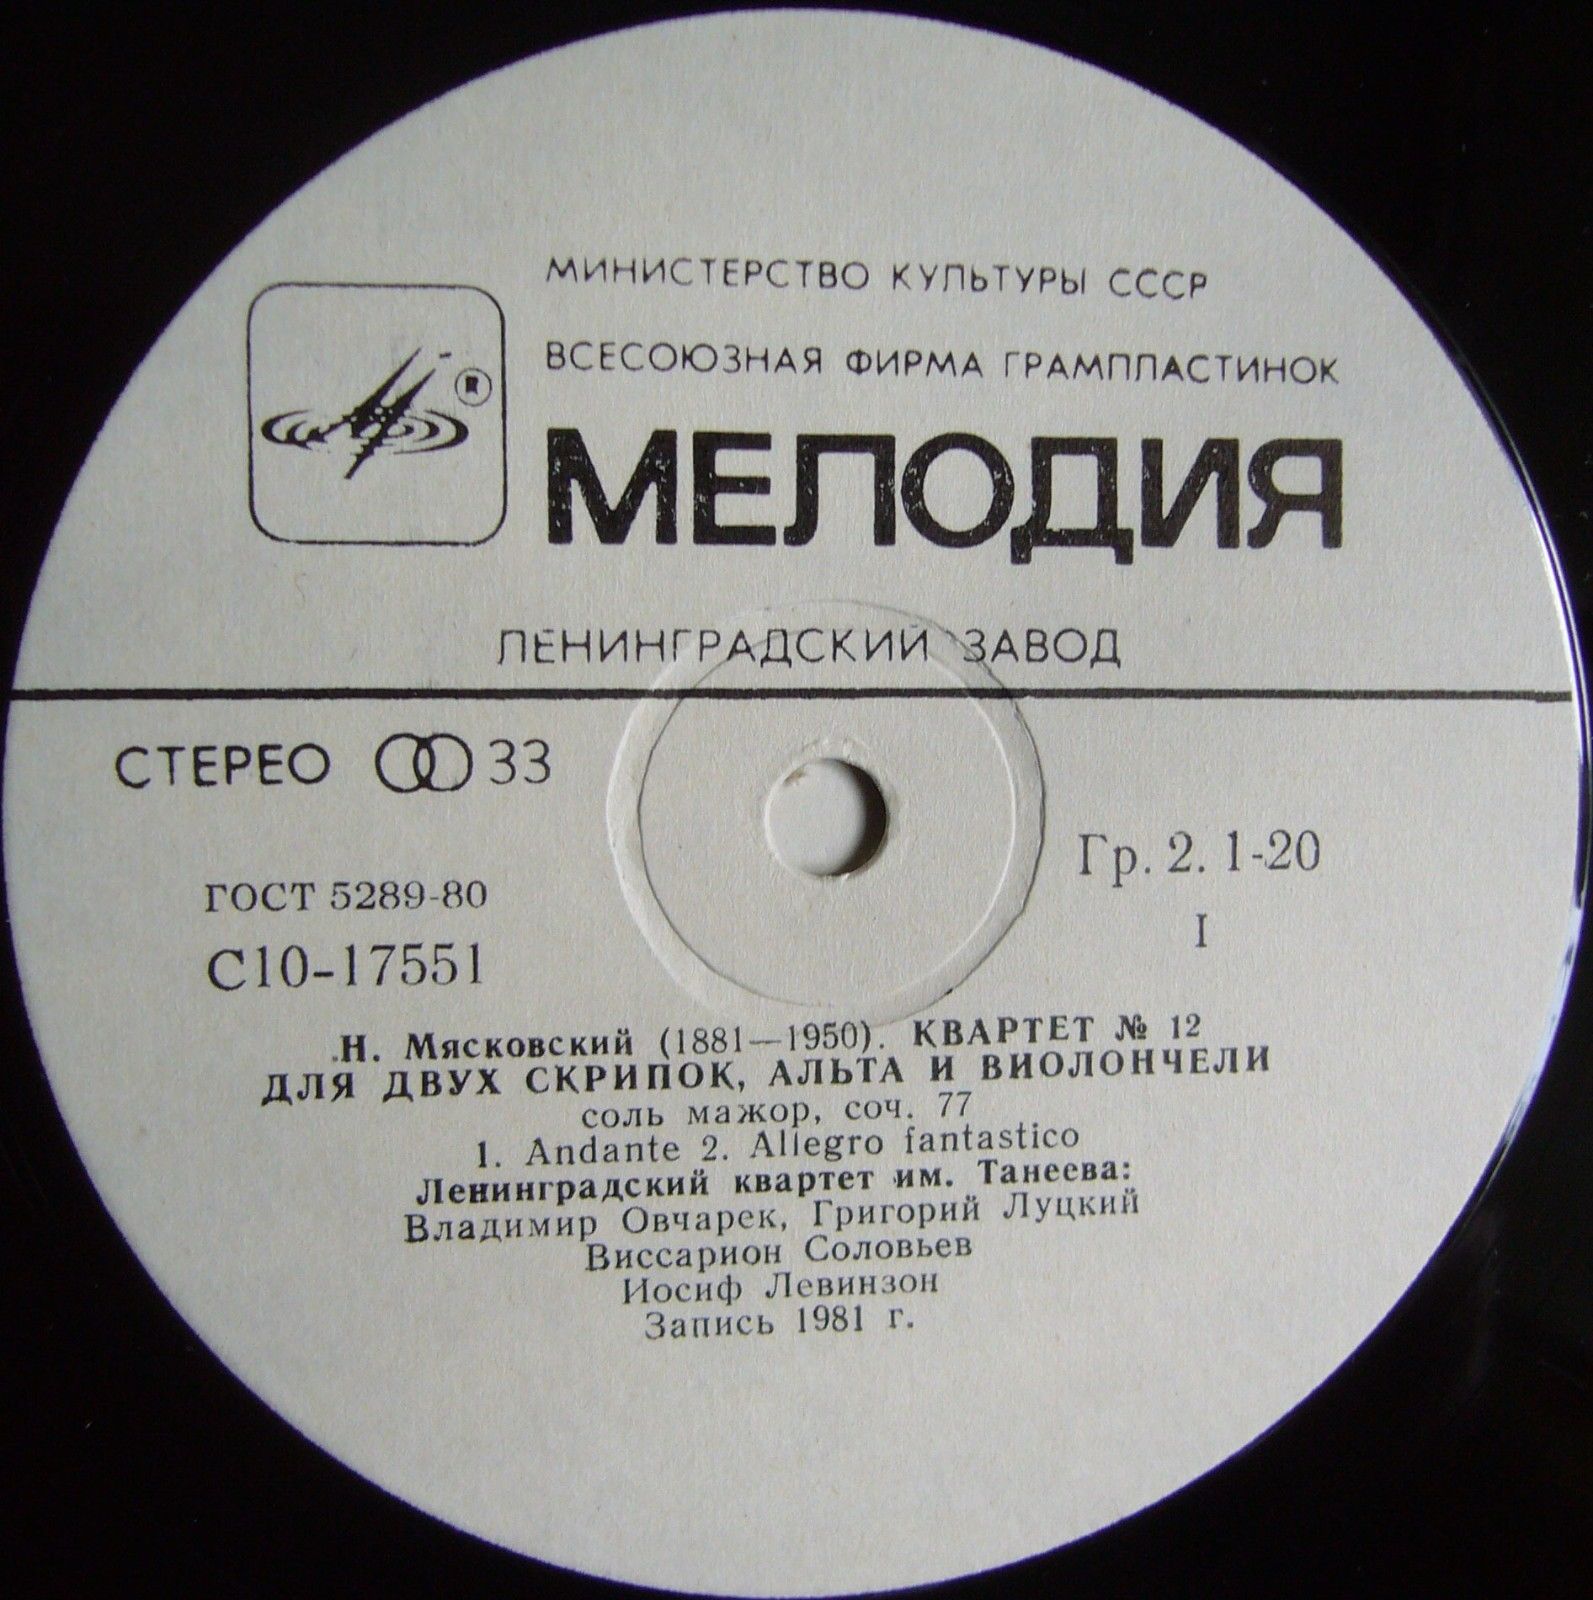 МИНИСТЕРСТВО КУЛЬТУРЫ СССР
ВСЕСОЮЗНАЯ ФИРМА ГРАМПЛАСТИНОК
®
МЕЛОДИЯ
ЛЕНИНГРАДСКИЙ ЗАВОД
СТЕРЕО 33
Гр. 2. 1-20
ГОСТ 5289-80
I
С10-17551
Н. Мясковский (1881—1950). КВАРТЕТ № 12
ДЛЯ ДВУХ СКРИПОК, АЛЬТА И ВИОЛОНЧЕЛИ
соль мажор, соч. 77
1. Andante 2. Allegro fantastico
Ленинградский квартет им. Танеева:
Владимир Овчарек, Григорий Луцкий
Виссарион Соловьев
Иосиф Левинзон
Запись 1981 г.